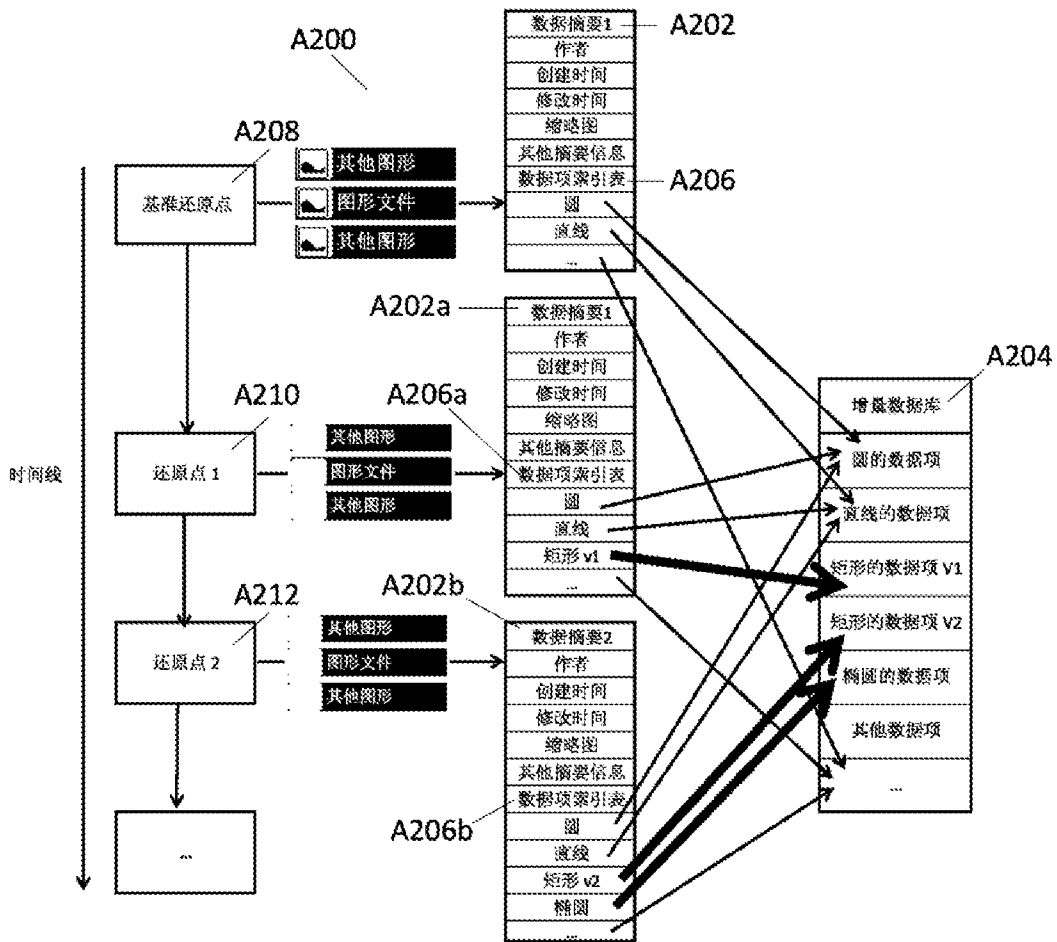 A200
数据摘要1
A202
作者
创建时间
修改时间
缩略图
其他摘要信息
数据项索引表
A206
圆
直线
...
A208
基准还原点
其他图形
图形文件
其他图形
时间线
A202a
数据摘要1
作者
创建时间
修改时间
缩略图
其他摘要信息
A206a
数据项索引表
圆
直线
矩形 v1
...
A210
还原点 1
其他图形
图形文件
其他图形
A204
增量数据库
圆的数据项
直线的数据项
矩形的数据项 V1
矩形的数据项 V2
椭圆的数据项
其他数据项
...
A212
还原点 2
其他图形
图形文件
其他图形
A202b
数据摘要2
作者
创建时间
修改时间
缩略图
其他摘要信息
数据项索引表
A206b
圆
直线
矩形 v2
椭圆
...
...